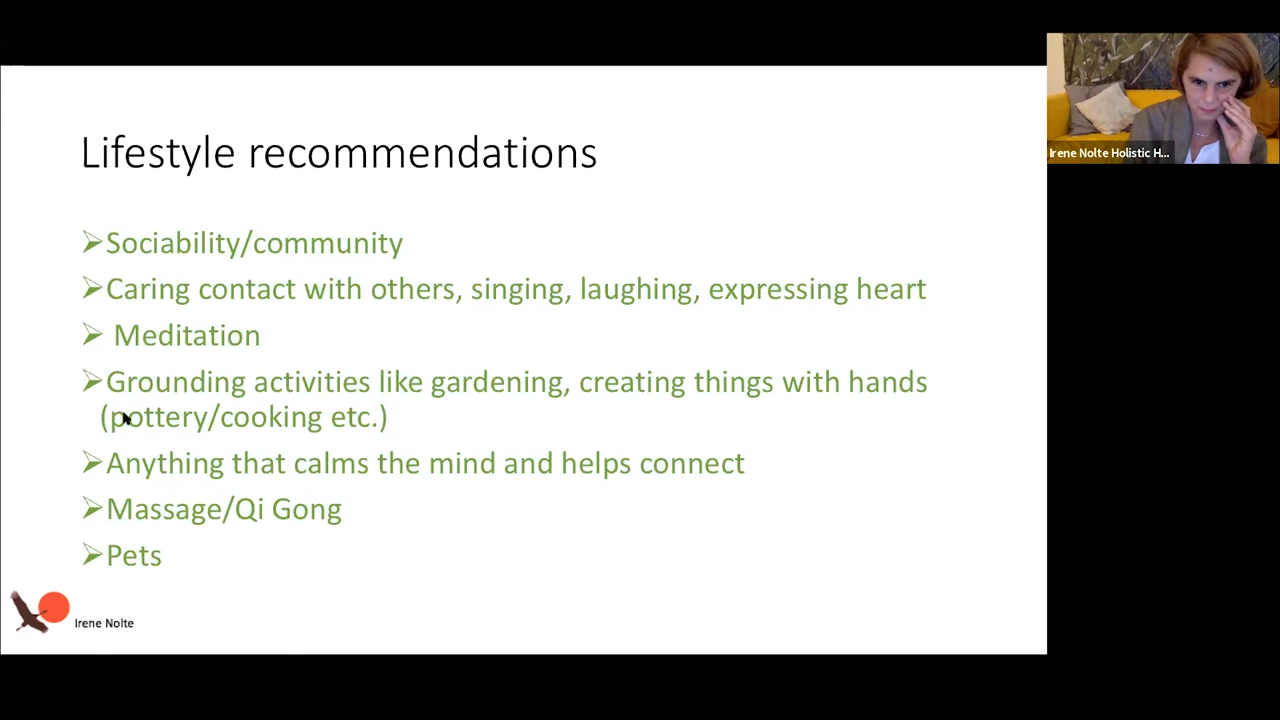 Lifestyle recommendations
➢Sociability/community
➢Caring contact with others, singing, laughing, expressing heart
➢ Meditation
➢Grounding activities like gardening, creating things with hands
(pottery/cooking etc.)
➢Anything that calms the mind and helps connect
➢Massage/Qi Gong
➢Pets
Irene Nolte
Irene Nolte Holistic H...